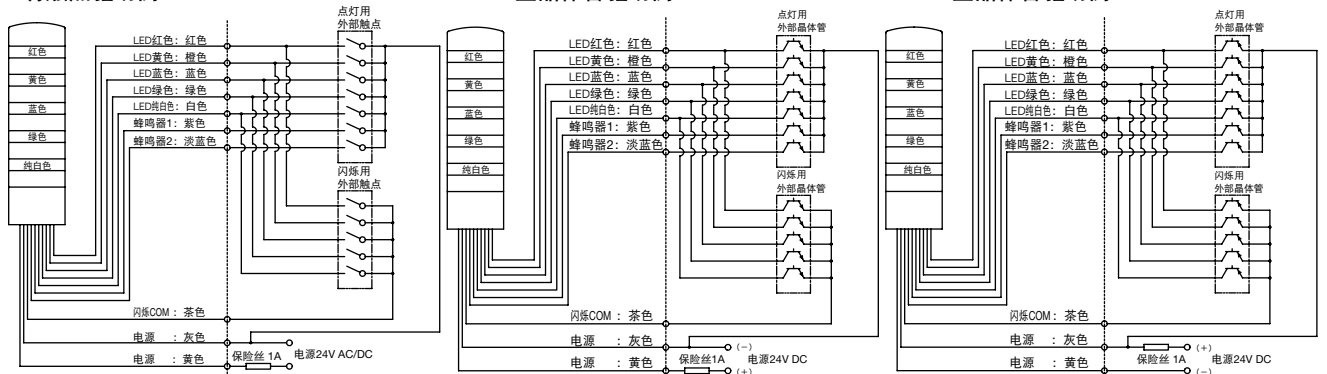 红色
黄色
蓝色
绿色
纯白色
LED红色：红色
LED黄色：橙色
LED蓝色：蓝色
LED绿色：绿色
LED纯白色：白色
蜂鸣器1：紫色
蜂鸣器2：淡蓝色
点灯用
外部触点
闪烁用
外部触点
闪烁COM：茶色
电源：灰色
电源：黄色
保险丝 1A
电源24V AC/DC
红色
黄色
蓝色
绿色
纯白色
LED红色：红色
LED黄色：橙色
LED蓝色：蓝色
LED绿色：绿色
LED纯白色：白色
蜂鸣器1：紫色
蜂鸣器2：淡蓝色
点灯用
外部晶体管
闪烁用
外部晶体管
闪烁COM：茶色
电源：灰色
(−)
保险丝1A
电源24V DC
电源：黄色
(+)
红色
黄色
蓝色
绿色
纯白色
LED红色：红色
LED黄色：橙色
LED蓝色：蓝色
LED绿色：绿色
LED纯白色：白色
蜂鸣器1：紫色
蜂鸣器2：淡蓝色
点灯用
外部晶体管
闪烁用
外部晶体管
闪烁COM：茶色
电源：灰色
(+)
保险丝 1A
电源24V DC
电源：黄色
(−)